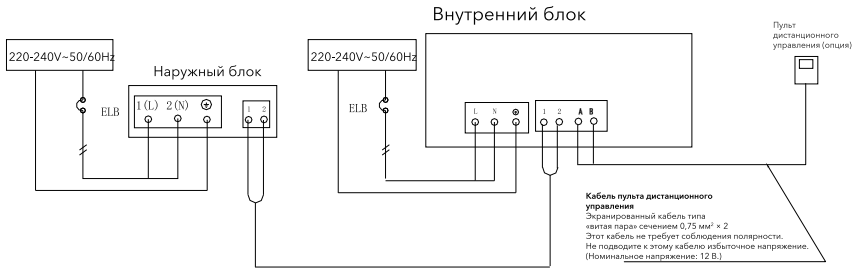 Внутренний блок
Пульт
дистанционного
управления (опция)
220-240V~50/60Hz
Наружный блок
220-240V~50/60Hz
ELB
1(L) 2(N)
1 2
ELB
L N
1 2 A B
Кабель пульта дистанционного
управления
Экранированный кабель типа
«витая пара» сечением 0,75 мм² × 2
Этот кабель не требует соблюдения полярности.
Не подводите к этому кабелю избыточное напряжение.
(Номинальное напряжение: 12 В.)